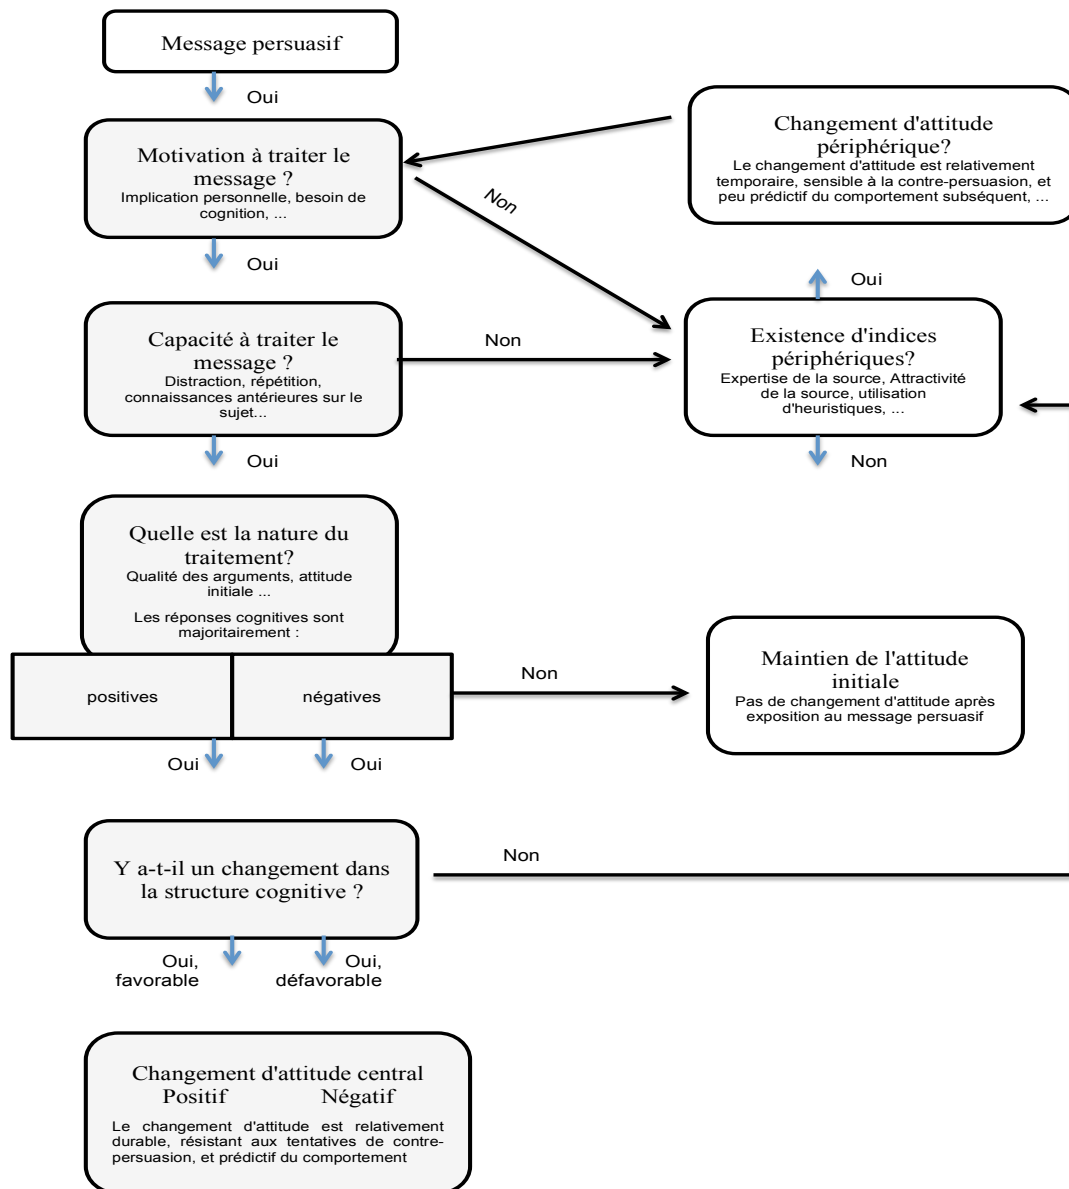 Message persuasif
Oui
Motivation à traiter le
message ?
Implication personnelle, besoin de
cognition, ...
Oui
Non
Changement d'attitude
périphérique?
Le changement d'attitude est relativement
temporaire, sensible à la contre-persuasion, et
peu prédictif du comportement subséquent, ...
Oui
Capacité à traiter le
message ?
Distraction, répétition,
connaissances antérieures sur le
sujet...
Non
Oui
Existence d'indices
périphériques?
Expertise de la source, Attractivité
de la source, utilisation
d'heuristiques, ...
Non
Quelle est la nature du
traitement?
Qualité des arguments, attitude
initiale ...
Les réponses cognitives sont
majoritairement :
positives
négatives
Non
Oui
Oui
Maintien de l'attitude
initiale
Pas de changement d'attitude après
exposition au message persuasif
Y a-t-il un changement dans
la structure cognitive ?
Non
Oui,
favorable
Oui,
défavorable
Changement d'attitude central
Positif Négatif
Le changement d'attitude est relativement
durable, résistant aux tentatives de contre-
persuasion, et prédictif du comportement